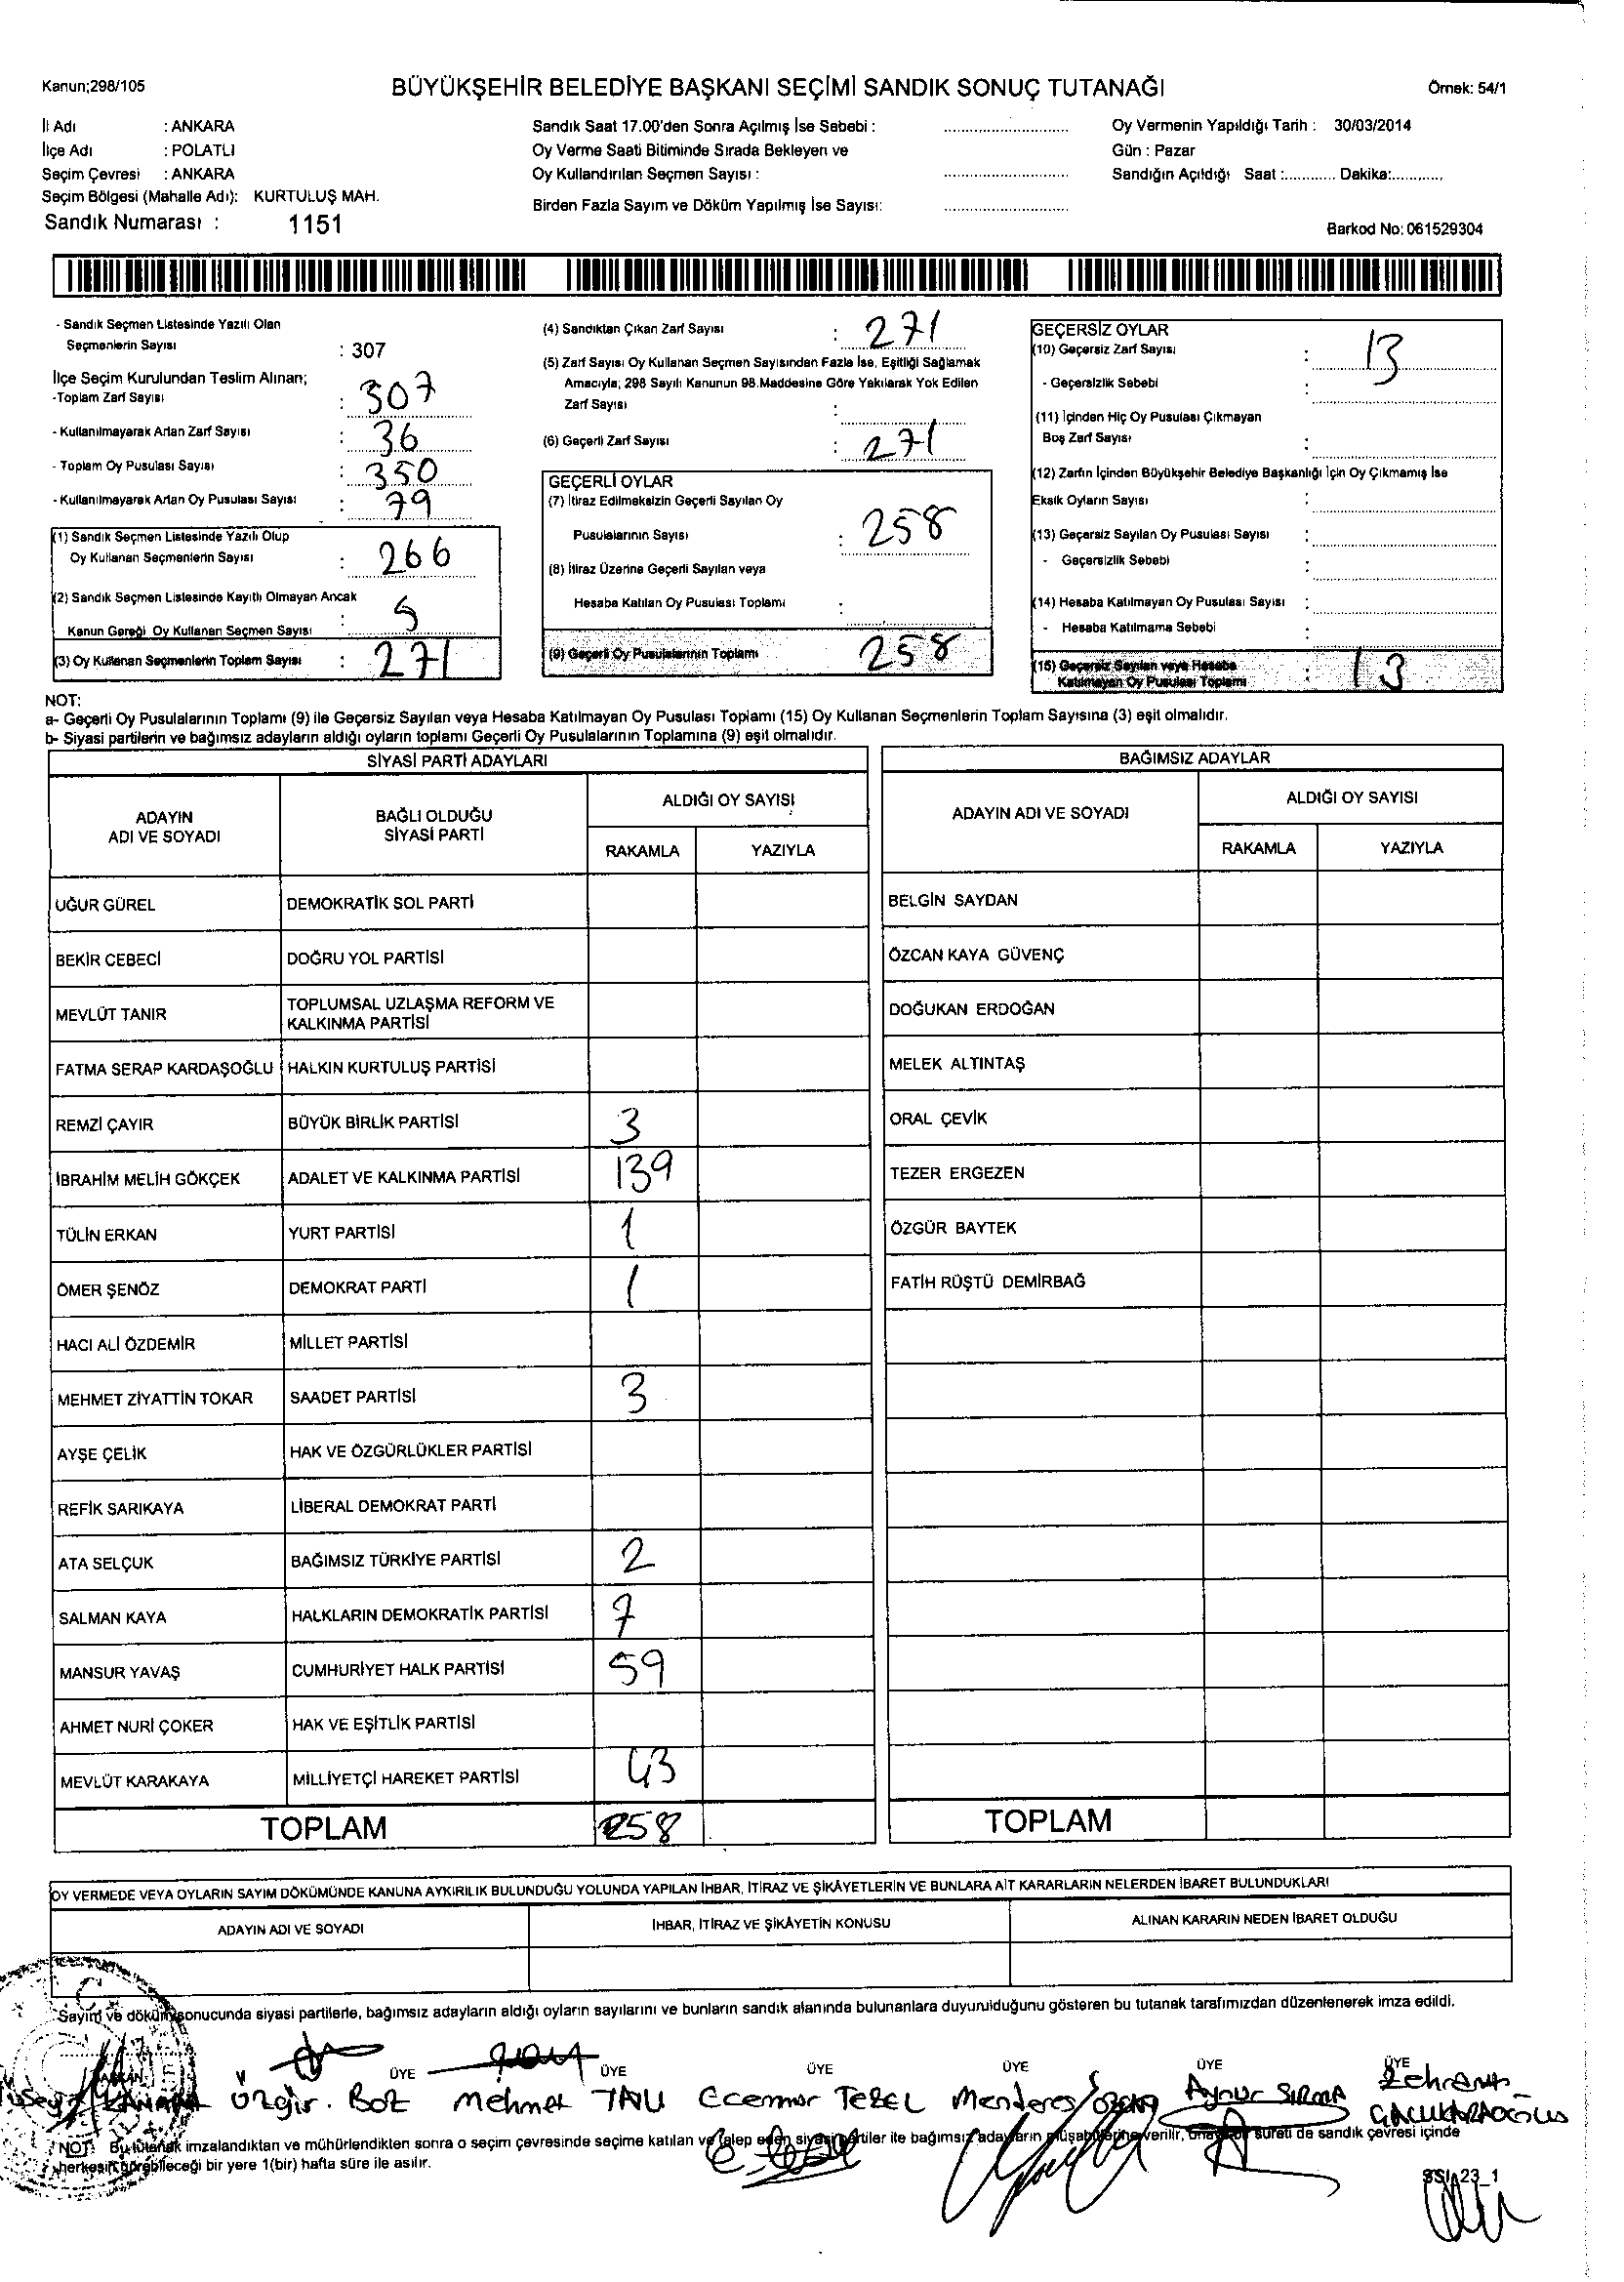 Kanun;298/105
BÜYÜKŞEHİR BELEDİYE BAŞKANI SEÇİMİ SANDIK SONUÇ TUTANAĞI
Örnek: 54/1
İl Adı : ANKARA
İlçe Adı : POLATLI
Seçim Çevresi : ANKARA
Seçim Bölgesi (Mahalle Adı): KURTULUŞ MAH.
Sandık Numarası : 1151
Sandık Saat 17.00'den Sonra Açılmış İse Sebebi :
Oy Verme Saati Bitiminde Sırada Bekleyen ve
Oy Kullandırılan Seçmen Sayısı :
Birden Fazla Sayım ve Döküm Yapılmış İse Sayısı:
Oy Vermenin Yapıldığı Tarih : 30/03/2014
Gün : Pazar
Sandığın Açıldığı Saat :............ Dakika:............
Barkod No: 061529304
- Sandık Seçmen Listesinde Yazılı Olan
Seçmenlerin Sayısı : 307
İlçe Seçim Kurulundan Teslim Alınan;
-Toplam Zarf Sayısı : 307
- Kullanılmayarak Artan Zarf Sayısı : 36
- Toplam Oy Pusulası Sayısı : 350
- Kullanılmayarak Artan Oy Pusulası Sayısı : 79
(1) Sandık Seçmen Listesinde Yazılı Olup
Oy Kullanan Seçmenlerin Sayısı : 266
(2) Sandık Seçmen Listesinde Kayıtlı Olmayan Ancak
Kanun Gereği Oy Kullanan Seçmen Sayısı : 5
(3) Oy Kullanan Seçmenlerin Toplam Sayısı : 271
(4) Sandıktan Çıkan Zarf Sayısı : 271
(5) Zarf Sayısı Oy Kullanan Seçmen Sayısından Fazla İse, Eşitliği Sağlamak
Amacıyla; 298 Sayılı Kanunun 98.Maddesine Göre Yakılarak Yok Edilen
Zarf Sayısı :
(6) Geçerli Zarf Sayısı : 271
GEÇERLİ OYLAR
(7) İtiraz Edilmeksizin Geçerli Sayılan Oy
Pusulalarının Sayısı : 258
(8) İtiraz Üzerine Geçerli Sayılan veya
Hesaba Katılan Oy Pusulası Toplamı :
(9) Geçerli Oy Pusulalarının Toplamı 258
GEÇERSİZ OYLAR
(10) Geçersiz Zarf Sayısı : 13
- Geçersizlik Sebebi :
(11) İçinden Hiç Oy Pusulası Çıkmayan
Boş Zarf Sayısı :
(12) Zarfın İçinden Büyükşehir Belediye Başkanlığı İçin Oy Çıkmamış İse
Eksik Oyların Sayısı :
(13) Geçersiz Sayılan Oy Pusulası Sayısı :
- Geçersizlik Sebebi :
(14) Hesaba Katılmayan Oy Pusulası Sayısı :
- Hesaba Katılmama Sebebi :
(15) Geçersiz Sayılan veya Hesaba
Katılmayan Oy Pusulası Toplamı : 13
NOT:
a- Geçerli Oy Pusulalarının Toplamı (9) ile Geçersiz Sayılan veya Hesaba Katılmayan Oy Pusulası Toplamı (15) Oy Kullanan Seçmenlerin Toplam Sayısına (3) eşit olmalıdır.
b- Siyasi partilerin ve bağımsız adayların aldığı oyların toplamı Geçerli Oy Pusulalarının Toplamına (9) eşit olmalıdır.
SİYASİ PARTİ ADAYLARI
ADAYIN ADI VE SOYADI
BAĞLI OLDUĞU SİYASİ PARTİ
ALDIĞI OY SAYISI
RAKAMLA YAZIYLA
UĞUR GÜREL DEMOKRATİK SOL PARTİ
BEKİR CEBECİ DOĞRU YOL PARTİSİ
MEVLÜT TANIR TOPLUMSAL UZLAŞMA REFORM VE KALKINMA PARTİSİ
FATMA SERAP KARDAŞOĞLU HALKIN KURTULUŞ PARTİSİ
REMZİ ÇAYIR BÜYÜK BİRLİK PARTİSİ 3
İBRAHİM MELİH GÖKÇEK ADALET VE KALKINMA PARTİSİ 139
TÜLİN ERKAN YURT PARTİSİ 1
ÖMER ŞENÖZ DEMOKRAT PARTİ 1
HACI ALİ ÖZDEMİR MİLLET PARTİSİ
MEHMET ZİYATTİN TOKAR SAADET PARTİSİ 3
AYŞE ÇELİK HAK VE ÖZGÜRLÜKLER PARTİSİ
REFİK SARIKAYA LİBERAL DEMOKRAT PARTİ
ATA SELÇUK BAĞIMSIZ TÜRKİYE PARTİSİ 2
SALMAN KAYA HALKLARIN DEMOKRATİK PARTİSİ 7
MANSUR YAVAŞ CUMHURİYET HALK PARTİSİ 59
AHMET NURİ ÇOKER HAK VE EŞİTLİK PARTİSİ
MEVLÜT KARAKAYA MİLLİYETÇİ HAREKET PARTİSİ 43
TOPLAM 258
BAĞIMSIZ ADAYLAR
ADAYIN ADI VE SOYADI
ALDIĞI OY SAYISI
RAKAMLA YAZIYLA
BELGİN SAYDAN
ÖZCAN KAYA GÜVENÇ
DOĞUKAN ERDOĞAN
MELEK ALTINTAŞ
ORAL ÇEVİK
TEZER ERGEZEN
ÖZGÜR BAYTEK
FATİH RÜŞTÜ DEMİRBAĞ
TOPLAM
OY VERMEDE VEYA OYLARIN SAYIM DÖKÜMÜNDE KANUNA AYKIRILIK BULUNDUĞU YOLUNDA YAPILAN İHBAR, İTİRAZ VE ŞİKÂYETLERİN VE BUNLARA AİT KARARLARIN NELERDEN İBARET BULUNDUKLARI
ADAYIN ADI VE SOYADI
İHBAR, İTİRAZ VE ŞİKÂYETİN KONUSU
ALINAN KARARIN NEDEN İBARET OLDUĞU
Sayım ve döküm sonucunda siyasi partilerle, bağımsız adayların aldığı oyların sayılarını ve bunların sandık alanında bulunanlara duyurulduğunu gösteren bu tutanak tarafımızdan düzenlenerek imza edildi.
ÜYE ÜYE ÜYE ÜYE ÜYE ÜYE
Özgür. BOZ Mehmet Ecemnur TEZEL Menderes Aynur SIRMA Zehranur
NOT: Bu tutanak imzalandıktan ve mühürlendikten sonra o seçim çevresinde seçime katılan ve talep eden siyasi partiler ile bağımsız adayların müşahitlerine verilir, sureti de sandık çevresi içinde
herkesin görebileceği bir yere 1(bir) hafta süre ile asılır.